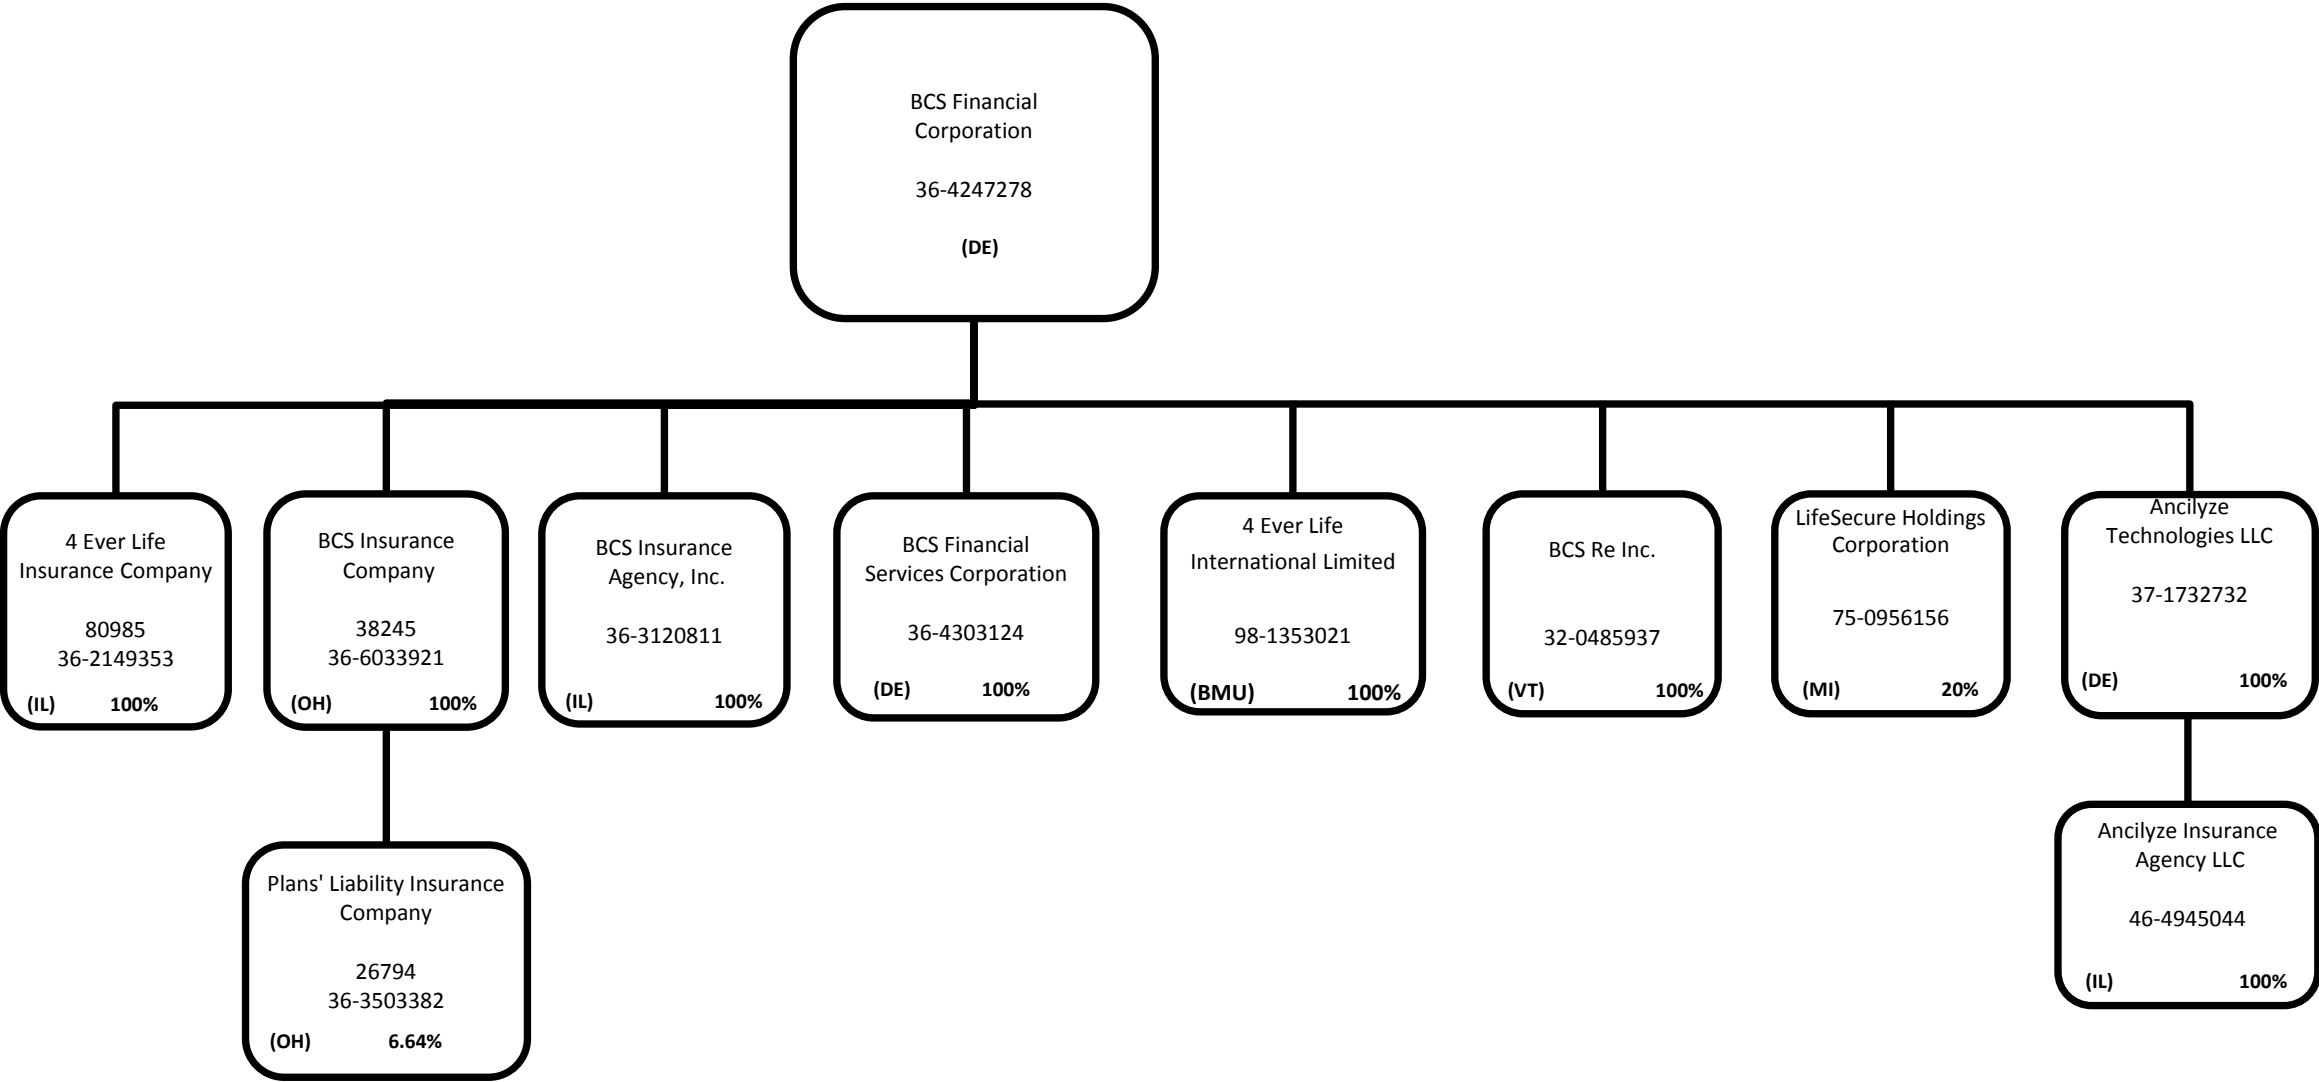 BCS Financial
Corporation
36-4247278
(DE)
4 Ever Life
Insurance Company
80985
36-2149353
(IL) 100%
BCS Insurance
Company
38245
36-6033921
(OH) 100%
BCS Insurance
Agency, Inc.
36-3120811
(IL) 100%
BCS Financial
Services Corporation
36-4303124
(DE) 100%
4 Ever Life
International Limited
98-1353021
(BMU) 100%
BCS Re Inc.
32-0485937
(VT) 100%
LifeSecure Holdings
Corporation
75-0956156
(MI) 20%
Ancilyze
Technologies LLC
37-1732732
(DE) 100%
Plans' Liability Insurance
Company
26794
36-3503382
(OH) 6.64%
Ancilyze Insurance
Agency LLC
46-4945044
(IL) 100%